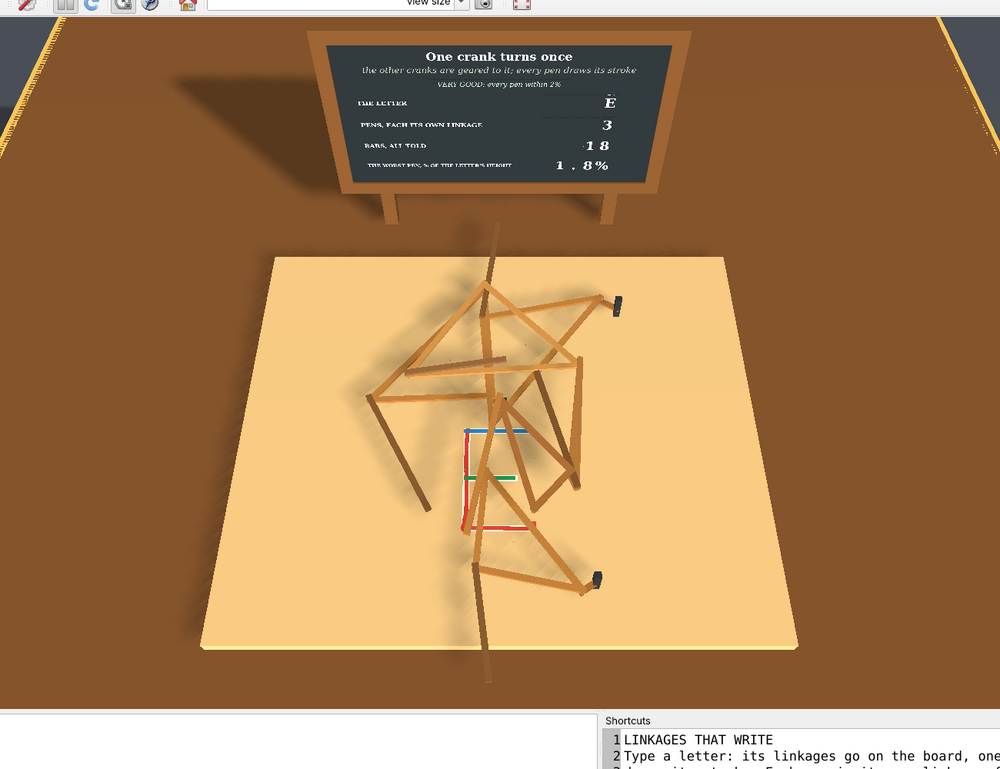 View size
One crank turns once
the other cranks are geared to it; every pen draws its stroke
VERY GOOD: every pen within 2%
THE LETTER E
PENS, EACH ITS OWN LINKAGE 3
BARS, ALL TOLD 18
THE WORST PEN, % OF THE LETTER'S HEIGHT 1.8%
Shortcuts
1 LINKAGES THAT WRITE
2 Type a letter: its linkages go on the board, one